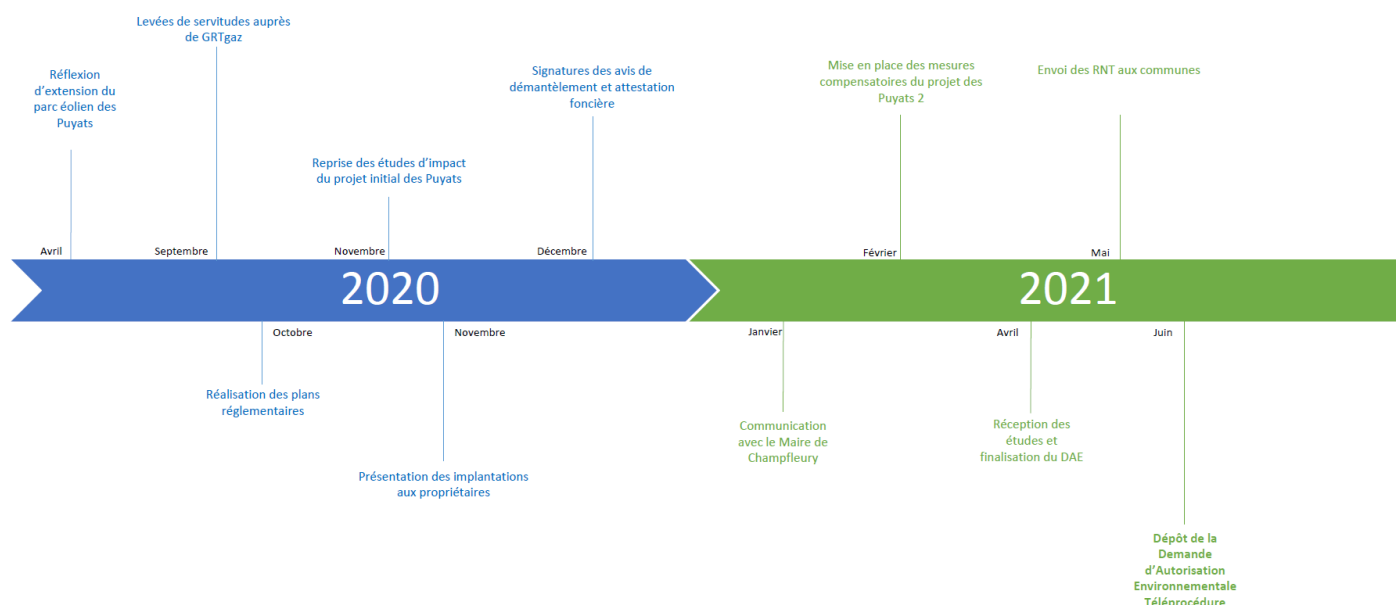 Levées de servitudes auprès
de GRTgaz
Réflexion
d'extension du
parc éolien des
Puyats
Signatures des avis de
démantèlement et attestation
foncière
Mise en place des mesures
compensatoires du projet des
Puyats 2
Envoi des RNT aux communes
Reprise des études d'impact
du projet initial des Puyats
Avril
Septembre
Novembre
Décembre
Février
Mai
2020
2021
Octobre
Novembre
Janvier
Avril
Juin
Réalisation des plans
réglementaires
Communication
avec le Maire de
Champfleury
Réception des
études et
finalisation du DAE
Présentation des implantations
aux propriétaires
Dépôt de la
Demande
d'Autorisation
Environnementale
Téléprocédure